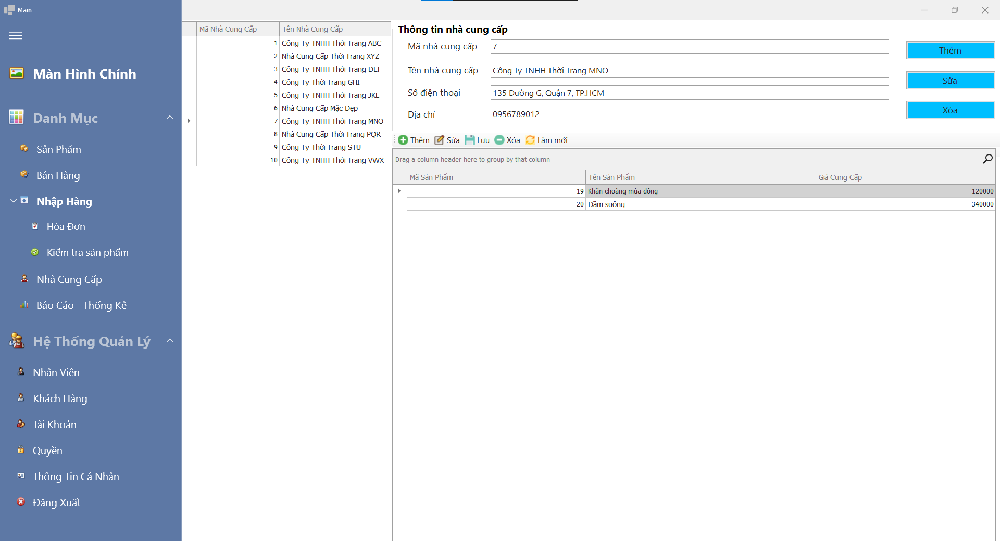 Main
Màn Hình Chính
Danh Mục
Sản Phẩm
Bán Hàng
Nhập Hàng
Hóa Đơn
Kiểm tra sản phẩm
Nhà Cung Cấp
Báo Cáo - Thống Kê
Hệ Thống Quản Lý
Nhân Viên
Khách Hàng
Tài Khoản
Quyền
Thông Tin Cá Nhân
Đăng Xuất
Mã Nhà Cung Cấp Tên Nhà Cung Cấp
1 Công Ty TNHH Thời Trang ABC
2 Nhà Cung Cấp Thời Trang XYZ
3 Công Ty TNHH Thời Trang DEF
4 Công Ty Thời Trang GHI
5 Công Ty TNHH Thời Trang JKL
6 Nhà Cung Cấp Mặc Đẹp
7 Công Ty TNHH Thời Trang MNO
8 Nhà Cung Cấp Thời Trang PQR
9 Công Ty Thời Trang STU
10 Công Ty TNHH Thời Trang VWX
Thông tin nhà cung cấp
Mã nhà cung cấp 7
Tên nhà cung cấp Công Ty TNHH Thời Trang MNO
Số điện thoại 135 Đường G, Quận 7, TP.HCM
Địa chỉ 0956789012
Thêm
Sửa
Xóa
Thêm Sửa Lưu Xóa Làm mới
Drag a column header here to group by that column
Mã Sản Phẩm Tên Sản Phẩm Giá Cung Cấp
19 Khăn choàng mùa đông 120000
20 Đầm suông 340000